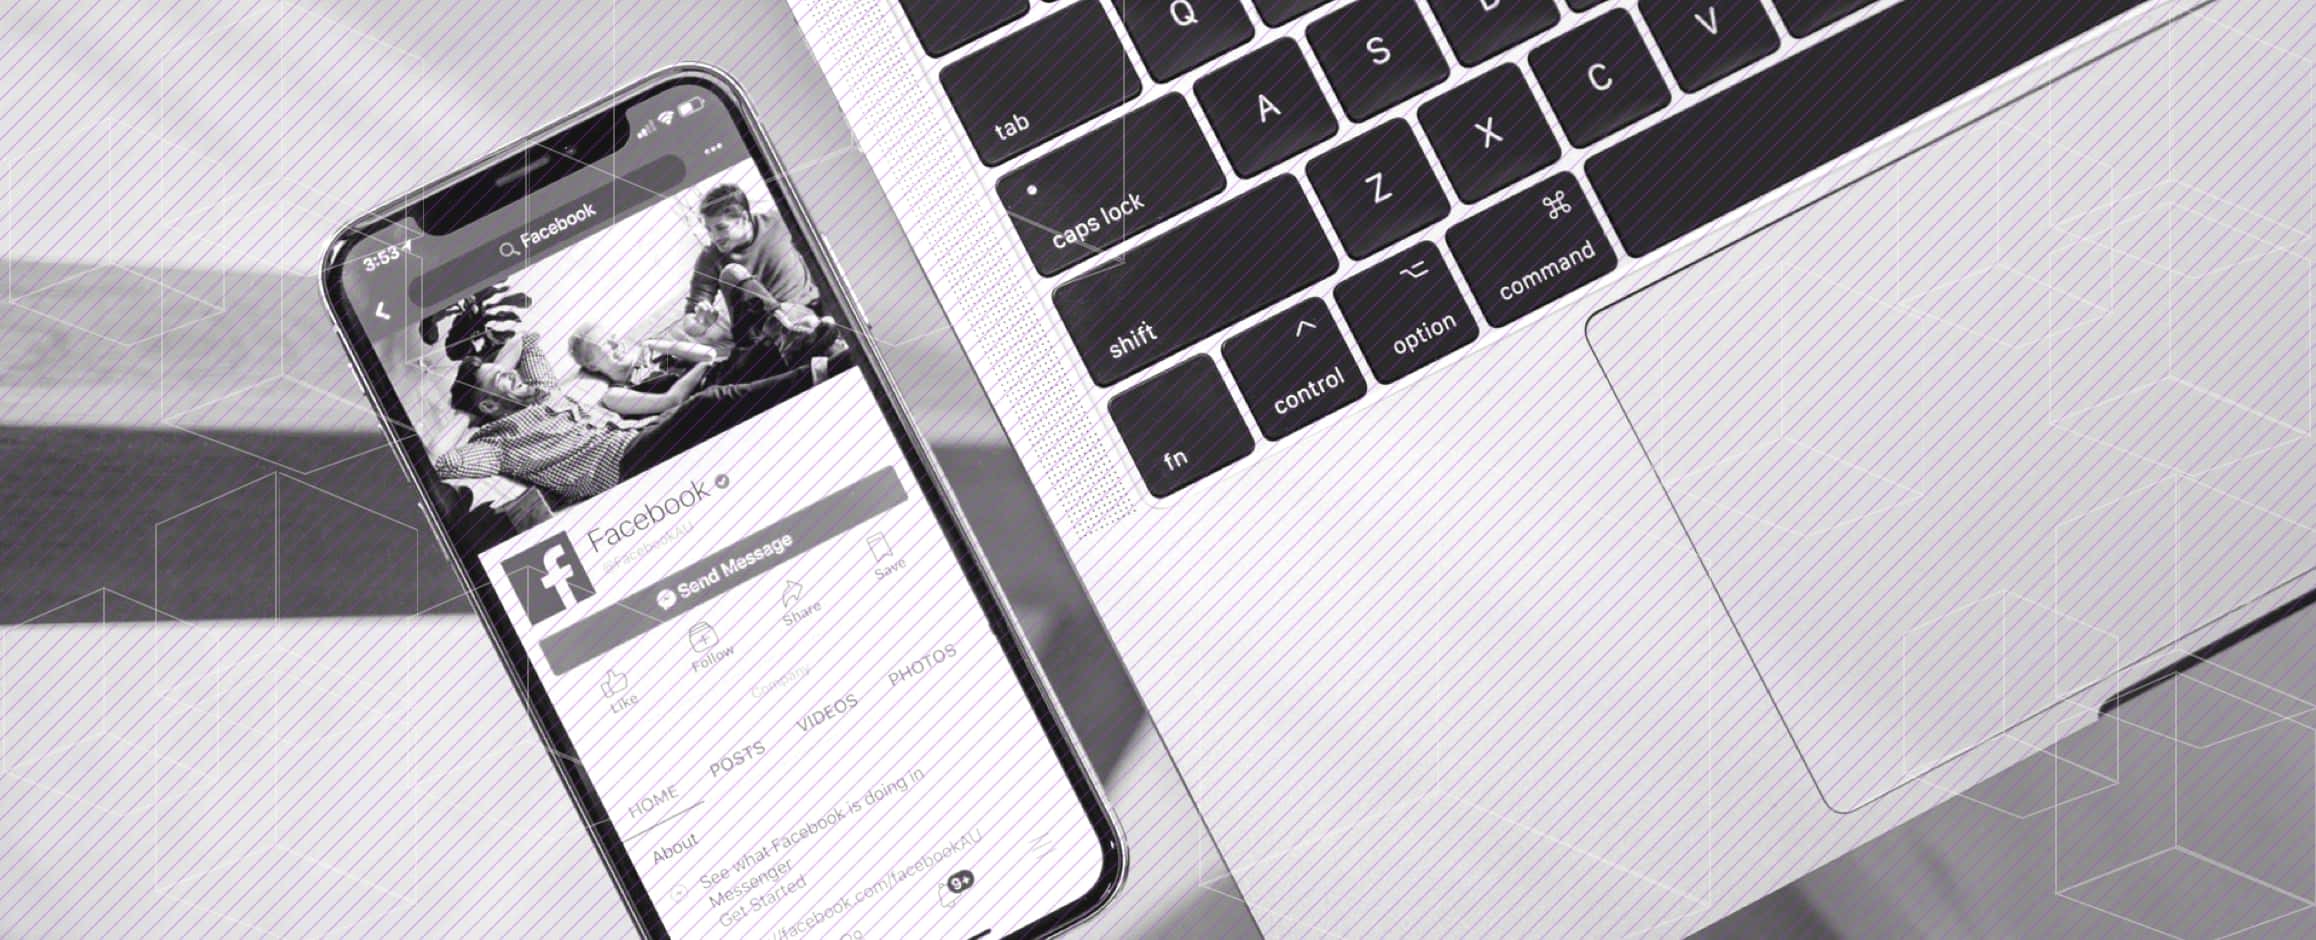 3:53
Facebook
Facebook
@FacebookAU
Send Message
Like
Follow
Share
Save
Company
HOME
POSTS
VIDEOS
PHOTOS
About
See what Facebook is doing in
Messenger
Get Started
//facebook.com/facebookAU
9+
Q
tab
A
S
caps lock
Z
X
C
V
shift
fn
control
option
command